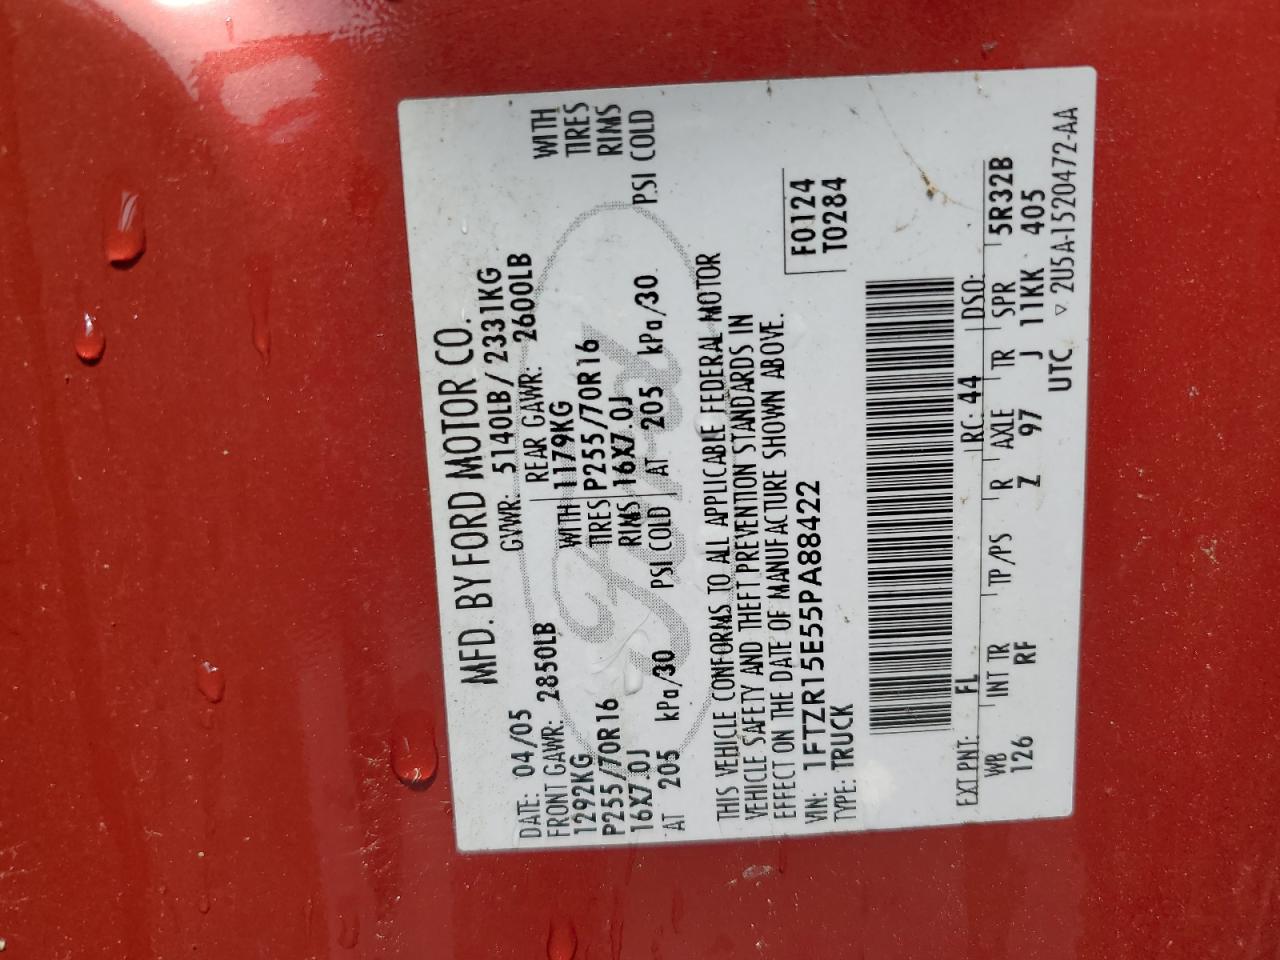 MFD. BY FORD MOTOR CO.
DATE: 04/05 GVWR: 5140LB / 2331KG
FRONT GAWR: 2850LB REAR GAWR: 2600LB
1292KG WITH 1179KG WITH
P255/70R16 TIRES P255/70R16 TIRES
16X7.0J RIMS 16X7.0J RIMS
AT 205 kPa/30 PSI COLD AT 205 kPa/30 PSI COLD
THIS VEHICLE CONFORMS TO ALL APPLICABLE FEDERAL MOTOR
VEHICLE SAFETY AND THEFT PREVENTION STANDARDS IN
EFFECT ON THE DATE OF MANUFACTURE SHOWN ABOVE.
VIN: 1FTZR15E55PA88422 F0124
TYPE: TRUCK T0284
EXT PNT: FL RC: 44 DSO:
WB INT TR TP/PS R AXLE TR SPR 5R32B
126 RF Z 97 J 11KK 405
UTC ▽ 2U5A-1520472-AA
Ford